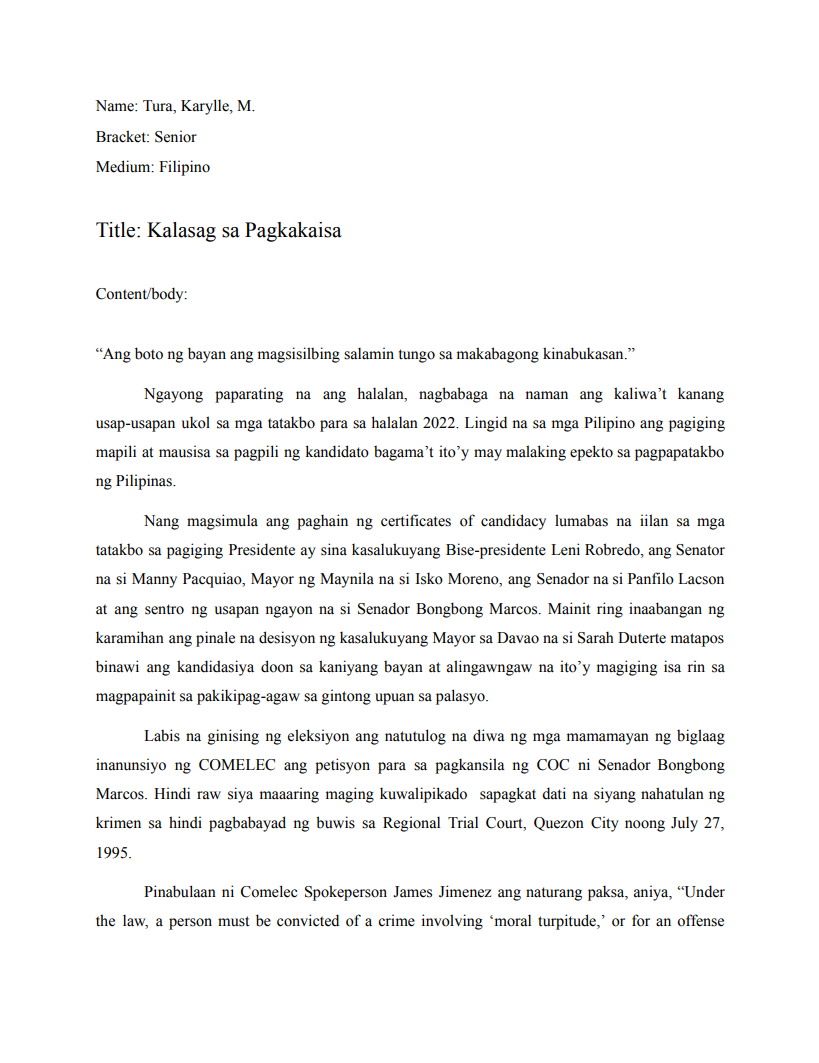 Name: Tura, Karylle, M.
Bracket: Senior
Medium: Filipino
Title: Kalasag sa Pagkakaisa
Content/body:
“Ang boto ng bayan ang magsisilbing salamin tungo sa makabagong kinabukasan.”
Ngayong paparating na ang halalan, nagbabaga na naman ang kaliwa’t kanang
usap-usapan ukol sa mga tatakbo para sa halalan 2022. Lingid na sa mga Pilipino ang pagiging
mapili at mausisa sa pagpili ng kandidato bagama’t ito’y may malaking epekto sa pagpapatakbo
ng Pilipinas.
Nang magsimula ang paghain ng certificates of candidacy lumabas na iilan sa mga
tatakbo sa pagiging Presidente ay sina kasalukuyang Bise-presidente Leni Robredo, ang Senator
na si Manny Pacquiao, Mayor ng Maynila na si Isko Moreno, ang Senador na si Panfilo Lacson
at ang sentro ng usapan ngayon na si Senador Bongbong Marcos. Mainit ring inaabangan ng
karamihan ang pinale na desisyon ng kasalukuyang Mayor sa Davao na si Sarah Duterte matapos
binawi ang kandidasiya doon sa kaniyang bayan at alingawngaw na ito’y magiging isa rin sa
magpapainit sa pakikipag-agaw sa gintong upuan sa palasyo.
Labis na ginising ng eleksiyon ang natutulog na diwa ng mga mamamayan ng biglaag
inanunsiyo ng COMELEC ang petisyon para sa pagkansila ng COC ni Senador Bongbong
Marcos. Hindi raw siya maaaring maging kuwalipikado  sapagkat dati na siyang nahatulan ng
krimen sa hindi pagbabayad ng buwis sa Regional Trial Court, Quezon City noong July 27,
1995.
Pinabulaan ni Comelec Spokeperson James Jimenez ang naturang paksa, aniya, “Under
the law, a person must be convicted of a crime involving ‘moral turpitude,’ or for an offense